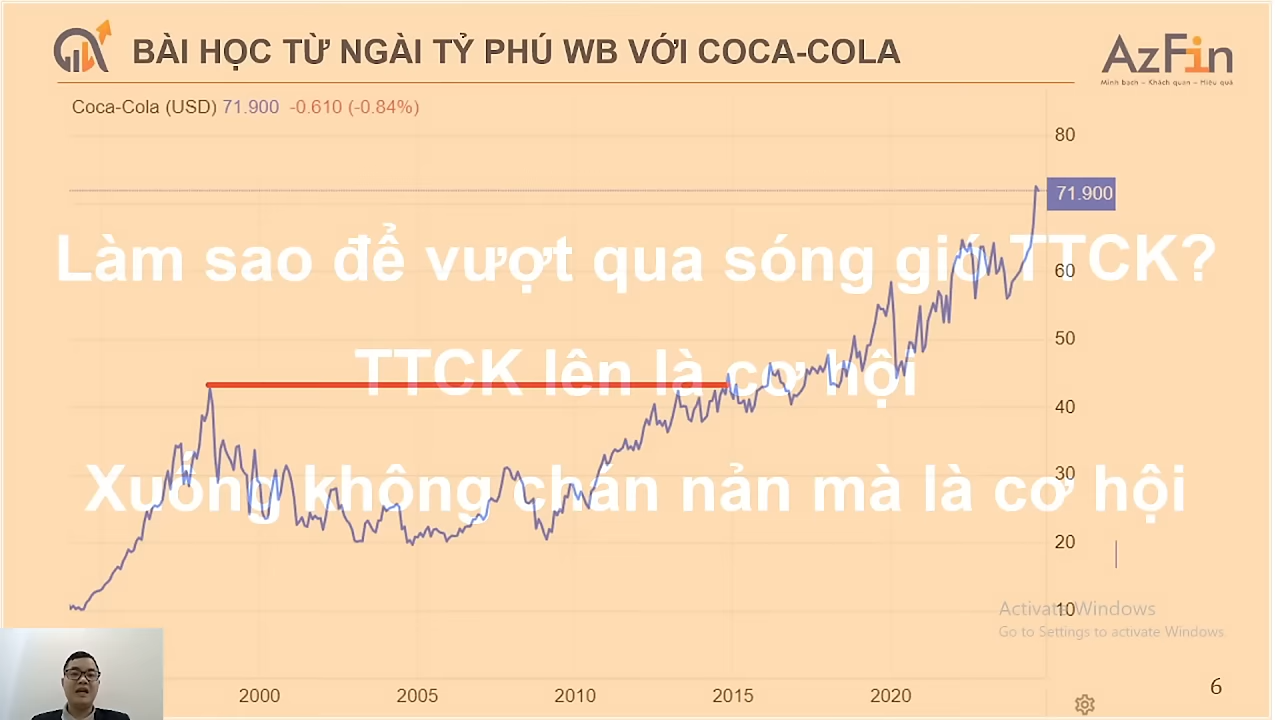 BÀI HỌC TỪ NGÀI TỶ PHÚ WB VỚI COCA-COLA
AzFin
Minh bạch – Khách quan – Hiệu quả
Coca-Cola (USD) 71.900 -0.610 (-0.84%)
80
71.900
Làm sao để vượt qua sóng gió TTCK?
60
50
TTCK lên là cơ hội
40
30
Xuống không chán nản mà là cơ hội
20
10
Activate Windows
Go to Settings to activate Windows.
2000 2005 2010 2015 2020
6